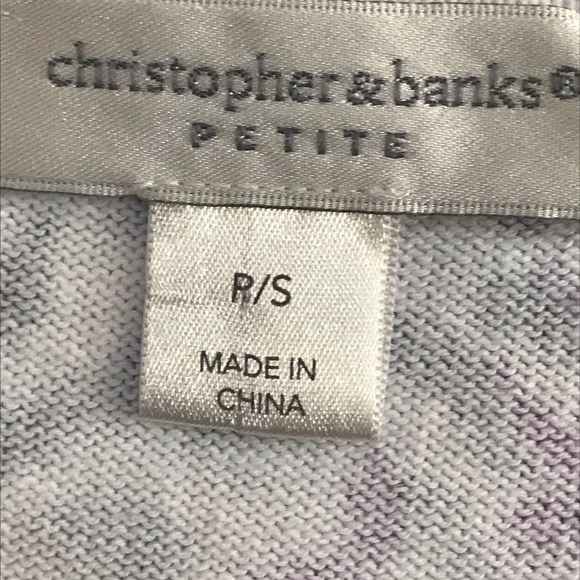 christopher&banks®
PETITE
P/S
MADE IN
CHINA